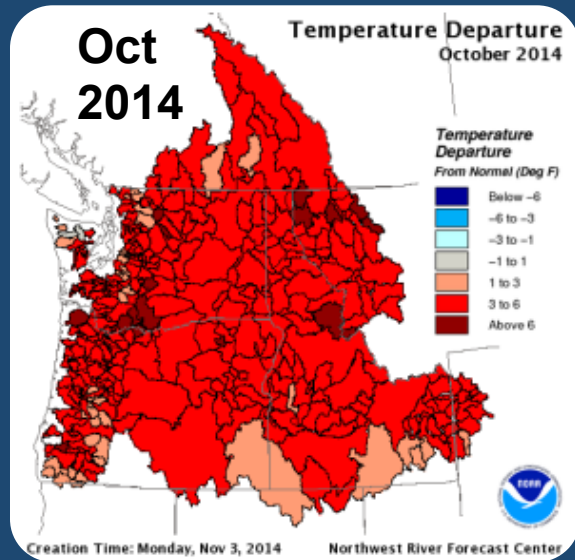 Oct
2014
Temperature Departure
October 2014
Temperature
Departure
From Normal (Deg F)
Below -6
-6 to -3
-3 to -1
-1 to 1
1 to 3
3 to 6
Above 6
NOAA
Creation Time: Monday, Nov 3, 2014
Northwest River Forecast Center